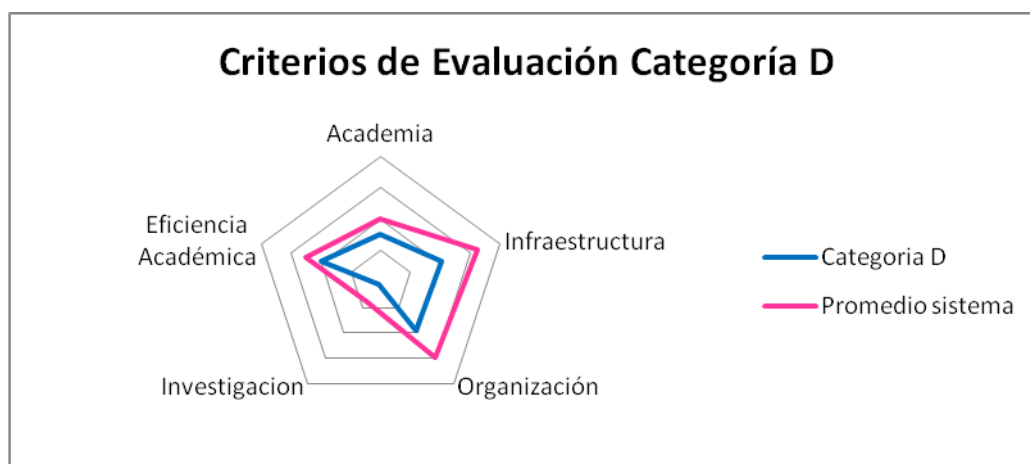 Criterios de Evaluación Categoría D
Academia
Eficiencia
Académica
Infraestructura
Categoria D
Promedio sistema
Investigacion
Organización